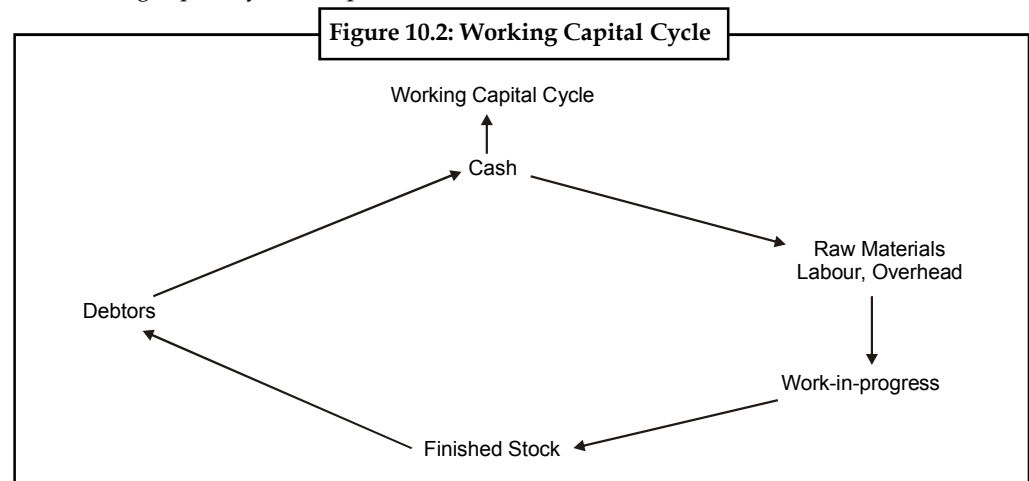 Figure 10.2: Working Capital Cycle
Working Capital Cycle
Cash
Raw Materials
Labour, Overhead
Debtors
Work-in-progress
Finished Stock